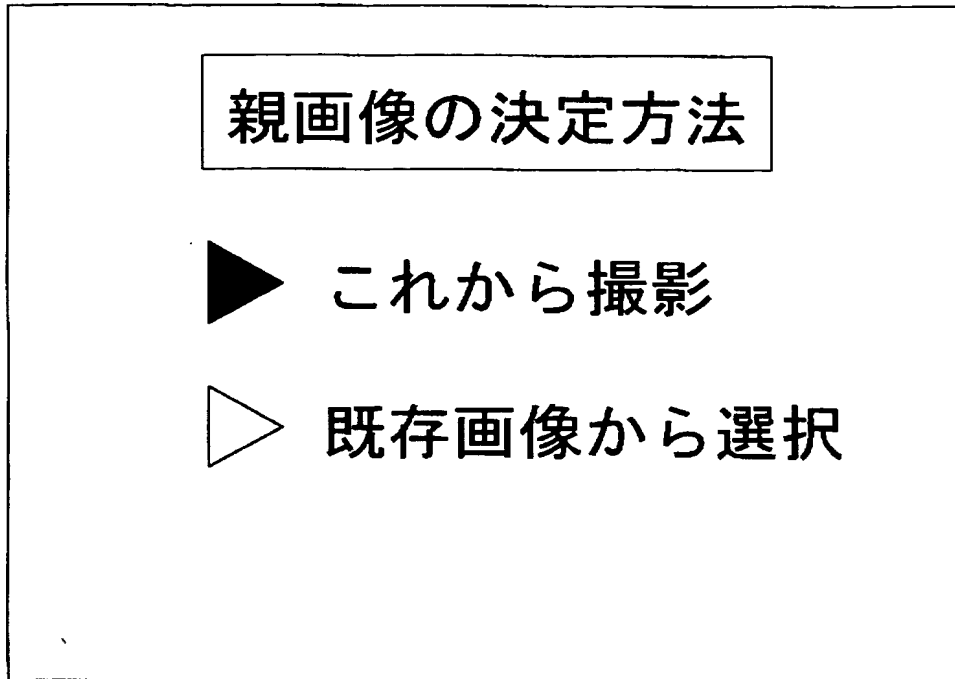 親画像の決定方法
これから撮影
既存画像から選択